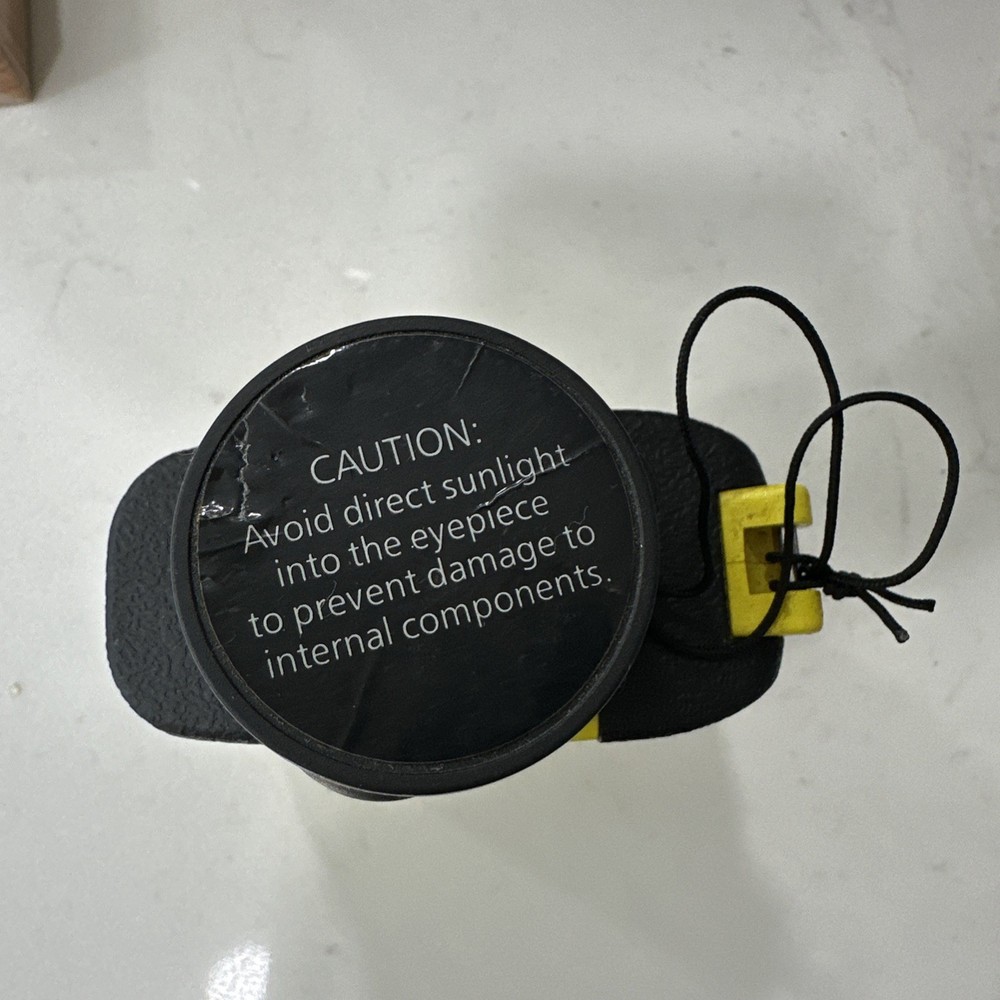 CAUTION:
Avoid direct sunlight
into the eyepiece
to prevent damage to
internal components.